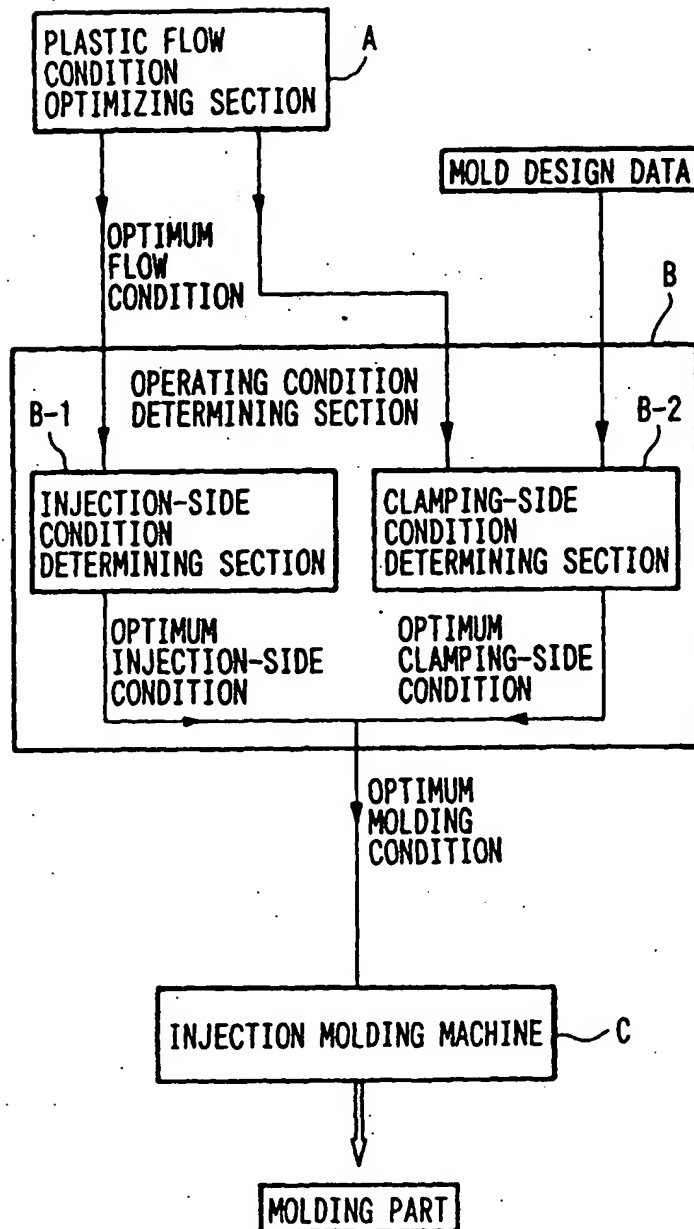 PLASTIC FLOW
CONDITION
OPTIMIZING SECTION
A
MOLD DESIGN DATA
OPTIMUM
FLOW
CONDITION
B
OPERATING CONDITION
DETERMINING SECTION
B-1
B-2
INJECTION-SIDE
CONDITION
DETERMINING SECTION
CLAMPING-SIDE
CONDITION
DETERMINING SECTION
OPTIMUM
INJECTION-SIDE
CONDITION
OPTIMUM
CLAMPING-SIDE
CONDITION
OPTIMUM
MOLDING
CONDITION
INJECTION MOLDING MACHINE
C
MOLDING PART